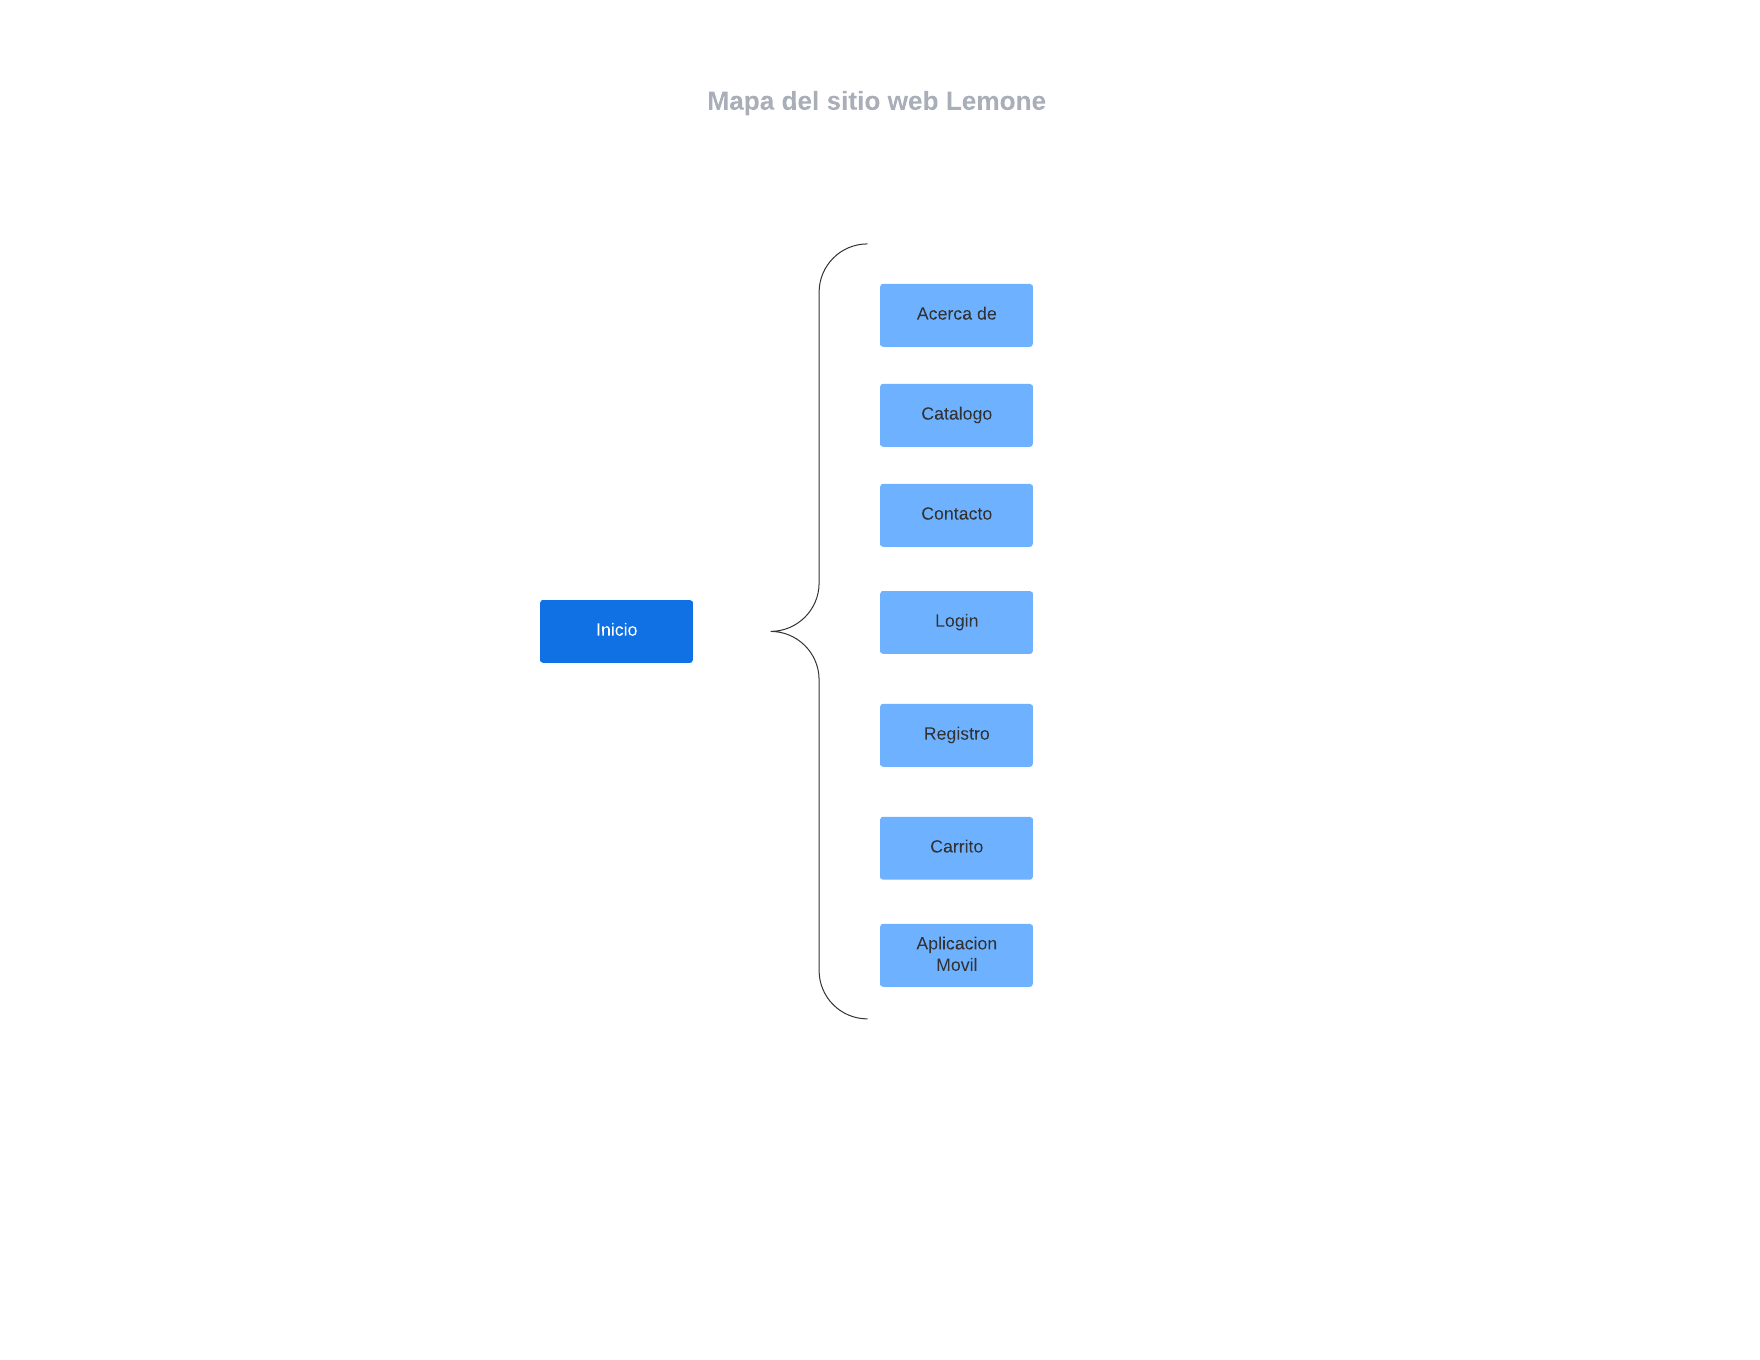 Mapa del sitio web Lemone
Acerca de
Catalogo
Contacto
Inicio
Login
Registro
Carrito
Aplicacion
Movil